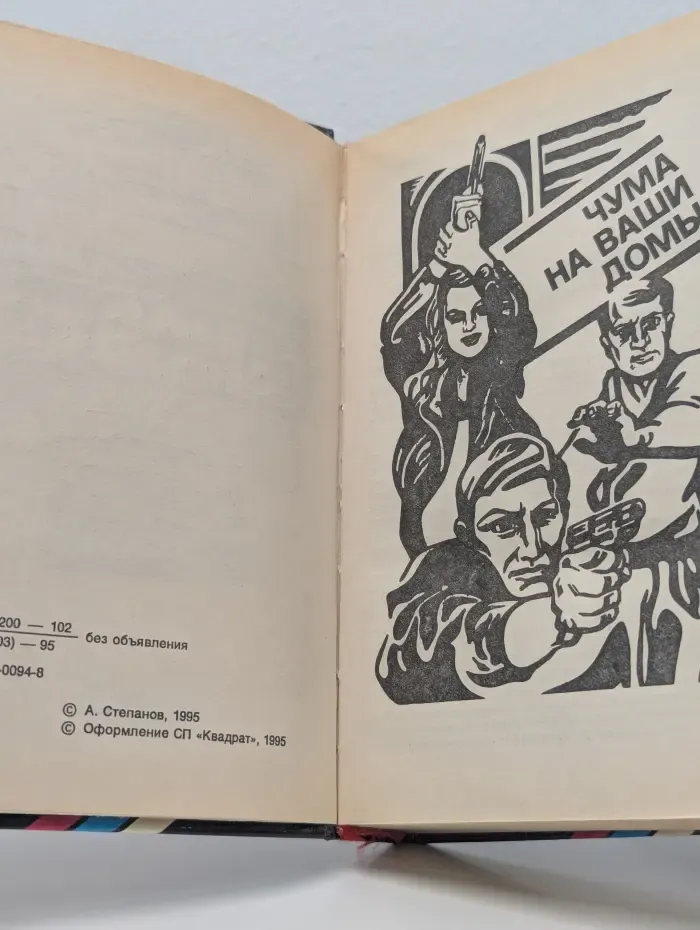 200 — 102
03) — 95
без объявления
-0094-8
© А. Степанов, 1995
© Оформление СП «Квадрат», 1995
ЧУМА
НА ВАШИ
ДОМЫ